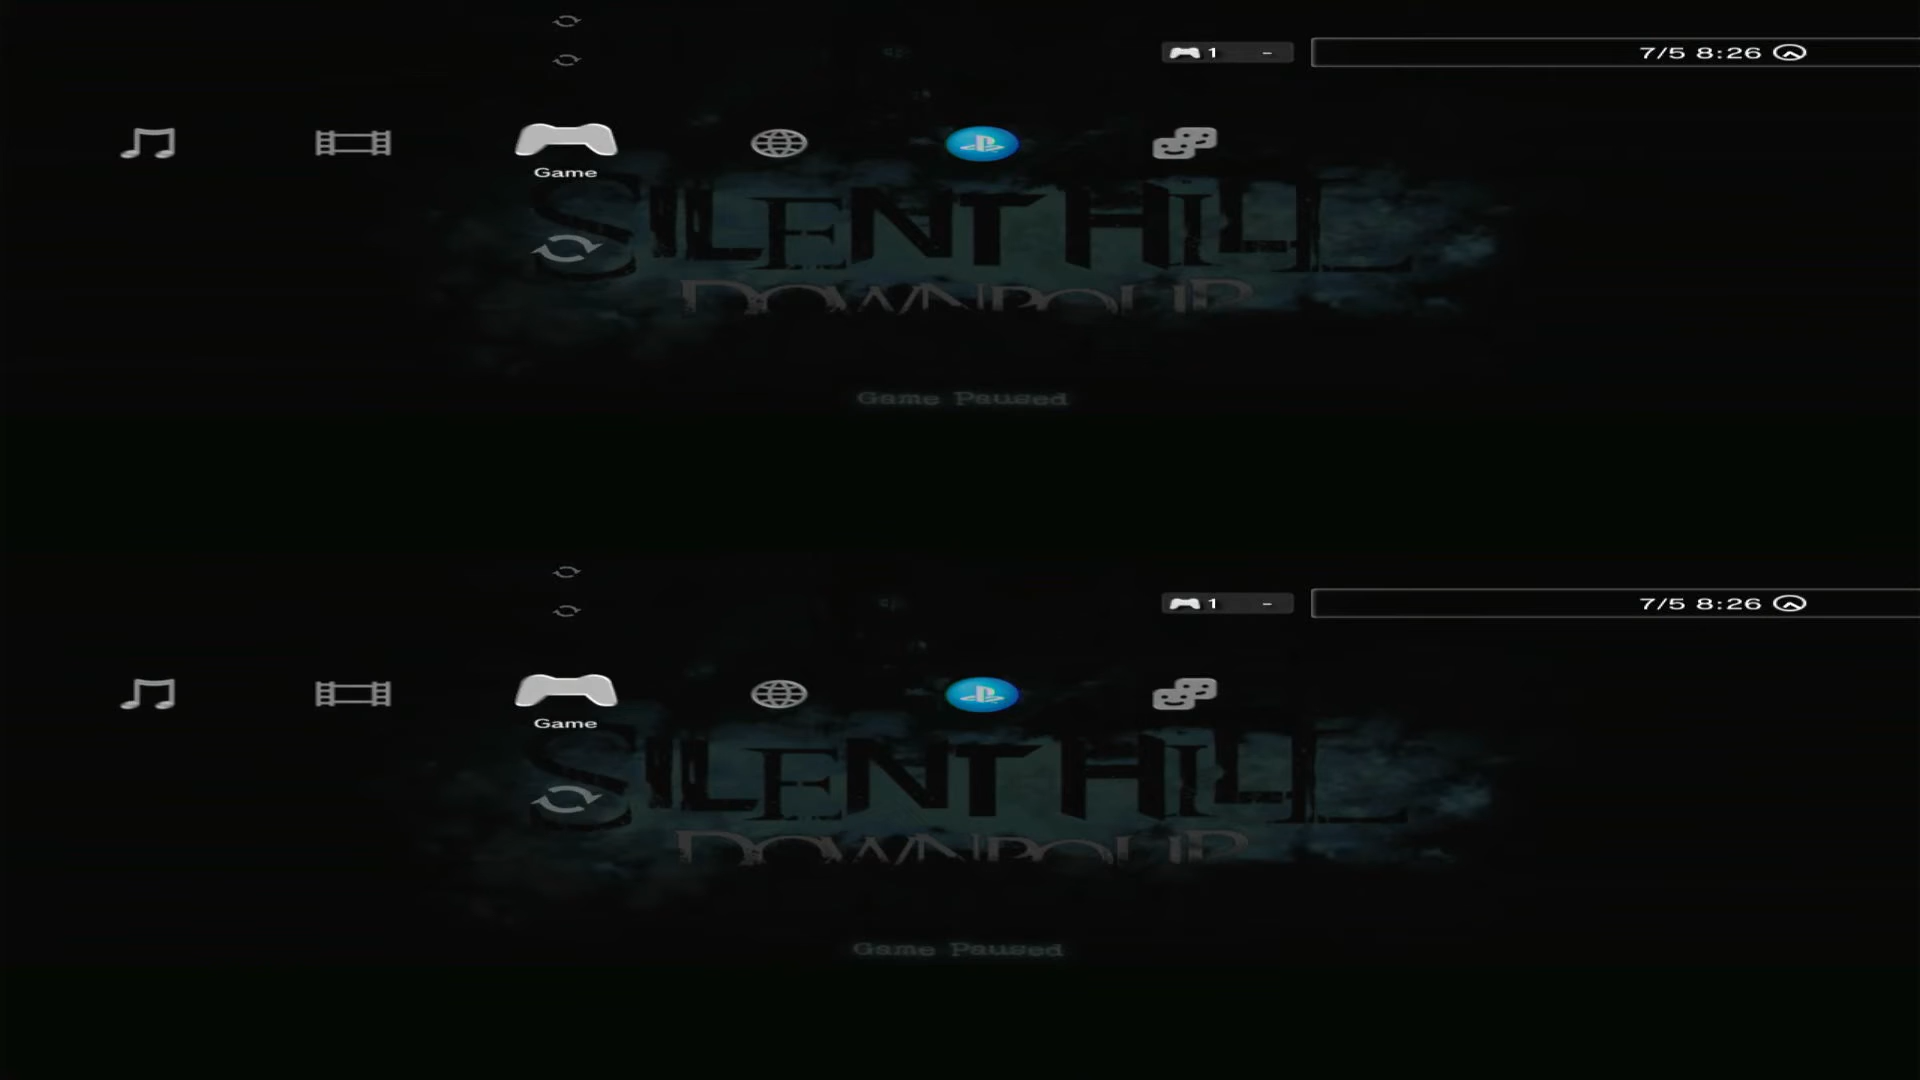 1 -
7/5 8:26
Game
SILENT HILL
DOWNPOUR
Game Paused
1 -
7/5 8:26
Game
SILENT HILL
DOWNPOUR
Game Paused